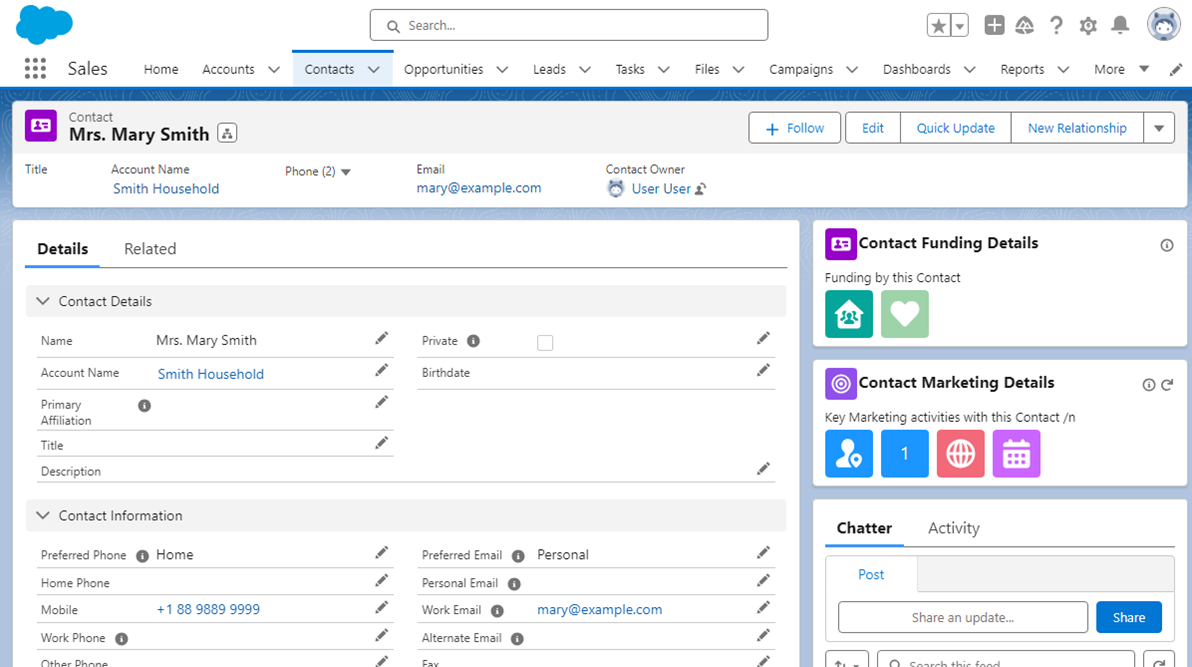 Search...
Sales Home Accounts Contacts Opportunities Leads Tasks Files Campaigns Dashboards Reports More
Contact
Mrs. Mary Smith
Follow Edit Quick Update New Relationship
Title Account Name Phone (2) Email Contact Owner
Smith Household mary@example.com User User
Details Related
Contact Details
Name Mrs. Mary Smith Private
Account Name Smith Household Birthdate
Primary
Affiliation
Title
Description
Contact Information
Preferred Phone Home Preferred Email Personal
Home Phone Personal Email
Mobile +1 88 9889 9999 Work Email mary@example.com
Work Phone Alternate Email
Other Phone Fax
Contact Funding Details
Funding by this Contact
Contact Marketing Details
Key Marketing activities with this Contact /n
1
Chatter Activity
Post
Share an update... Share
Search this feed...